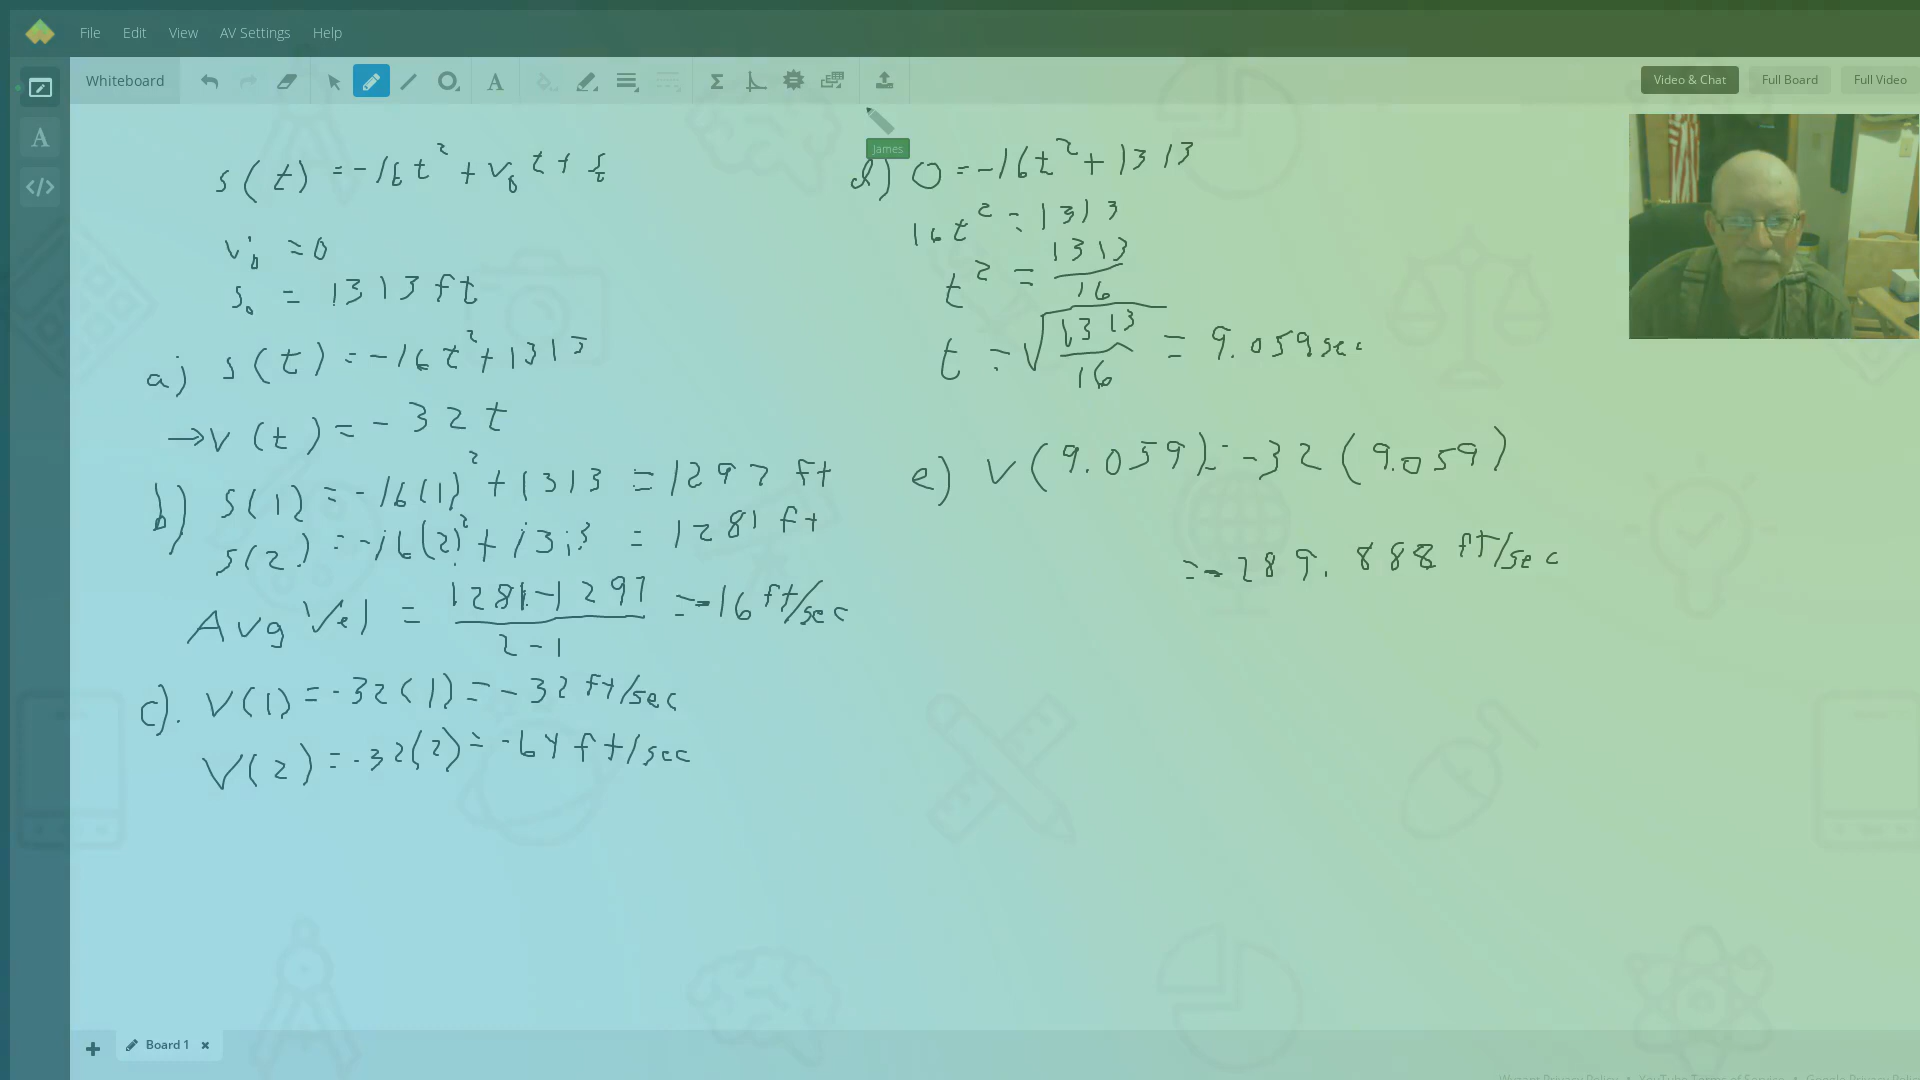 File Edit View AV Settings Help
Whiteboard
Σ
Video & Chat Full Board Full Video
James
s(t) = -16t² + v₀t +
v₀ = 0
s₀ = 1313 ft
a) s(t) = -16t² + 1313
→ v(t) = -32t
b) s(1) = -16(1)² + 1313 = 1297 ft
s(2) = -16(2)² + 1313 = 1281 ft
Avg Vel = (1281 - 1297)/(2 - 1) = -16 ft/sec
c). V(1) = -32(1) = -32 ft/sec
V(2) = -32(2) = -64 ft/sec
d) 0 = -16t² + 1313
16t² = 1313
t² = 1313/16
t = √(1313/16) = 9.059 sec
e) v(9.059) = -32(9.059)
= -289.888 ft/sec
Board 1